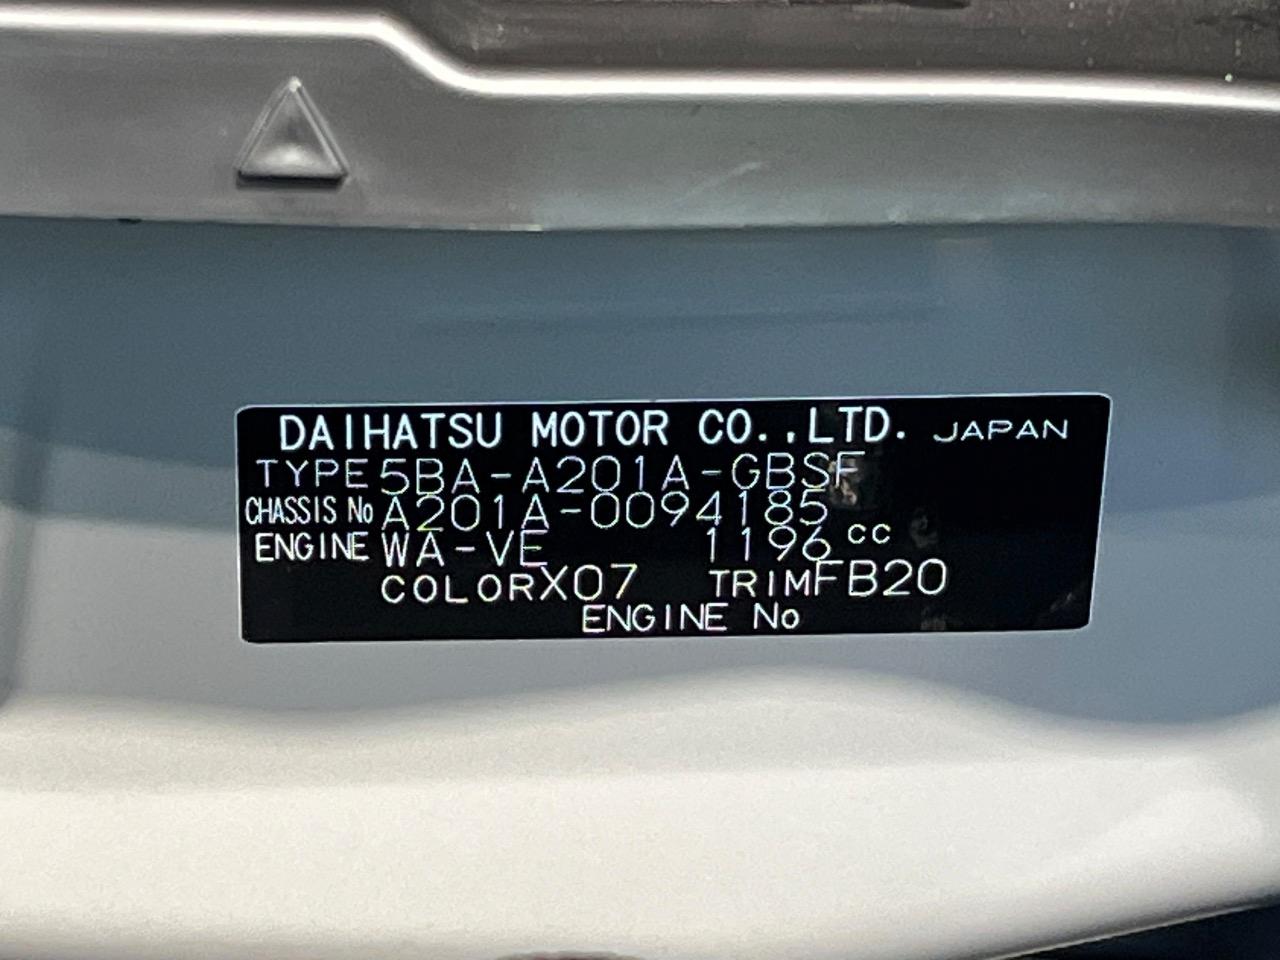 DAIHATSU MOTOR CO.,LTD. JAPAN
TYPE 5BA-A201A-GBSF
CHASSIS No A201A-0094185
ENGINE WA-VE 1196 cc
COLOR X07 TRIM FB20
ENGINE No